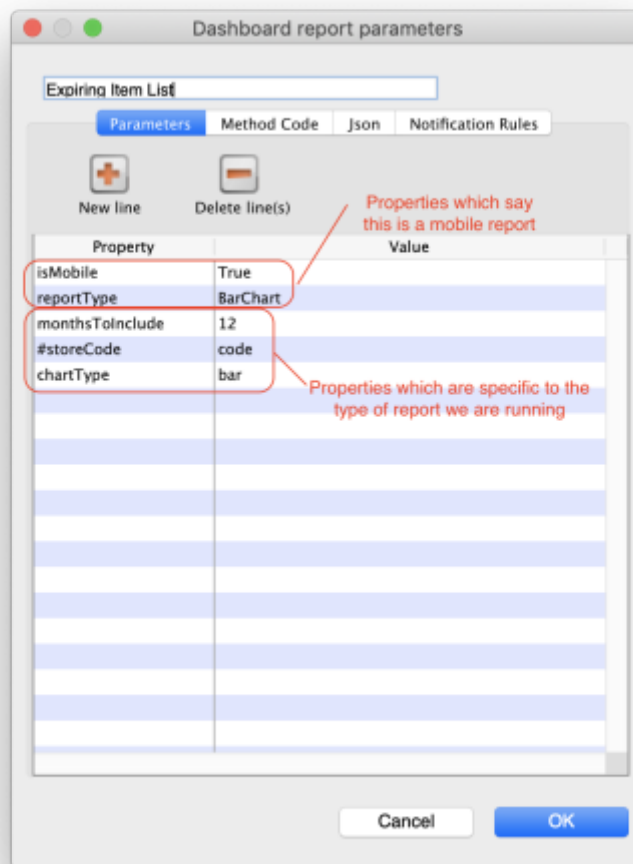 Dashboard report parameters
Expiring Item List
Parameters Method Code Json Notification Rules
New line Delete line(s)
Properties which say
this is a mobile report
Property Value
isMobile True
reportType BarChart
monthsToInclude 12
#storeCode code
chartType bar
Properties which are specific to the
type of report we are running
Cancel OK